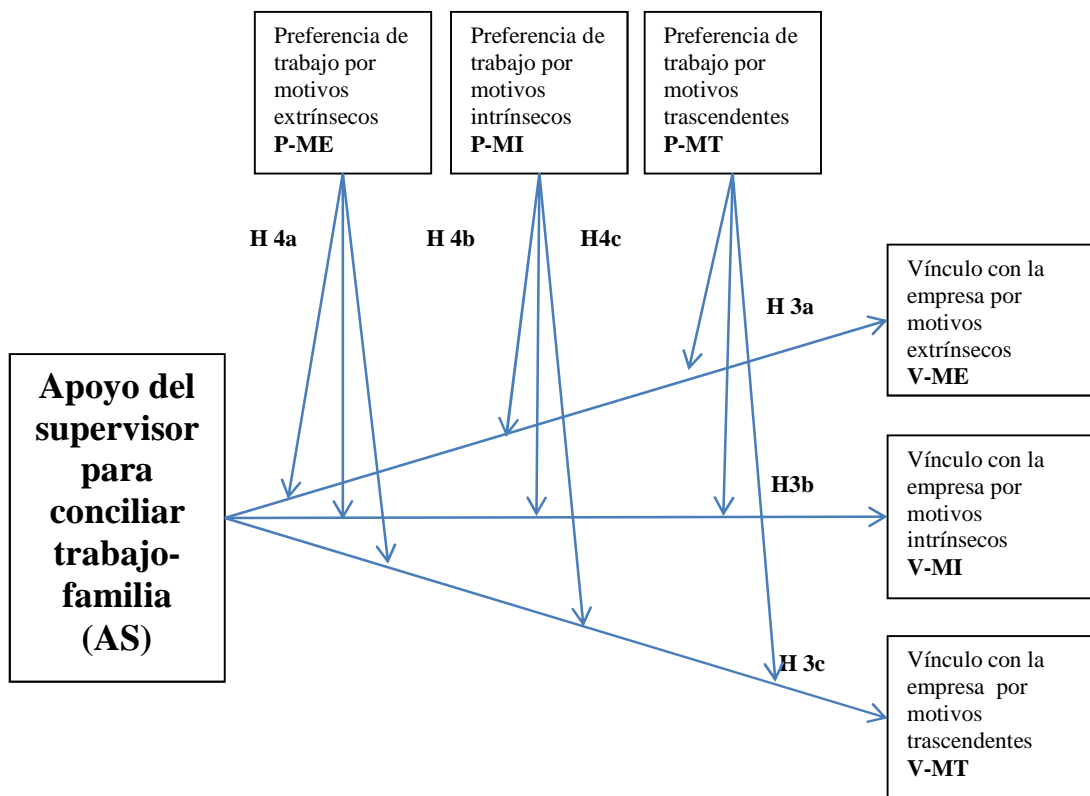 Preferencia de
trabajo por
motivos
extrínsecos
P-ME
Preferencia de
trabajo por
motivos
intrínsecos
P-MI
Preferencia de
trabajo por
motivos
trascendentes
P-MT
H 4a
H 4b
H4c
H 3a
Vínculo con la
empresa por
motivos
extrínsecos
V-ME
Apoyo del
supervisor
para
conciliar
trabajo-
familia
(AS)
H3b
Vínculo con la
empresa por
motivos
intrínsecos
V-MI
H 3c
Vínculo con la
empresa por
motivos
trascendentes
V-MT